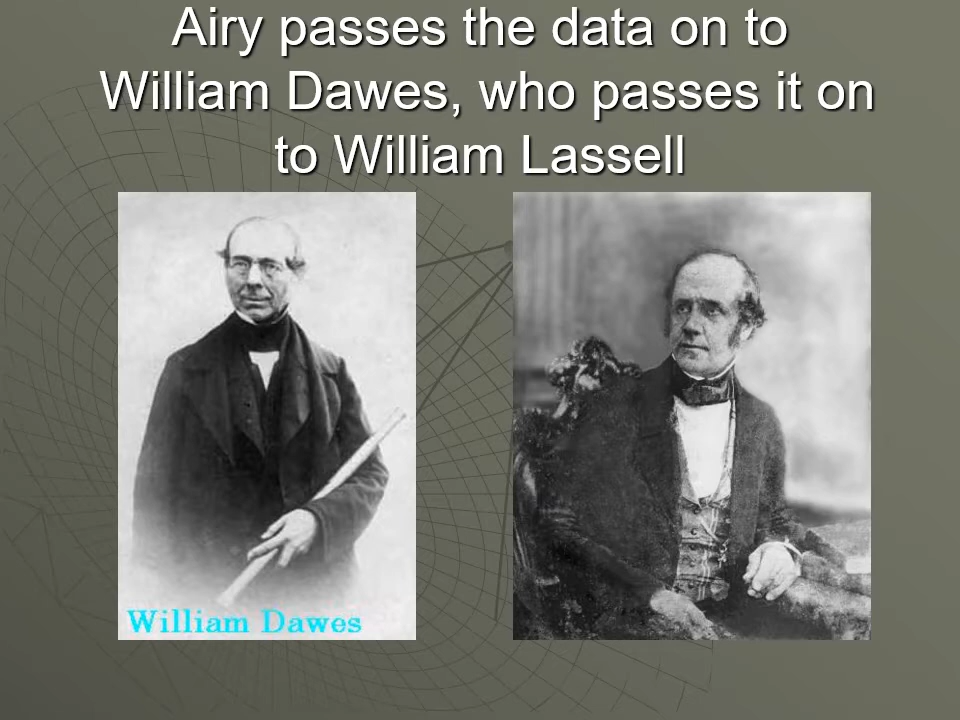 Airy passes the data on to
William Dawes, who passes it on
to William Lassell
William Dawes